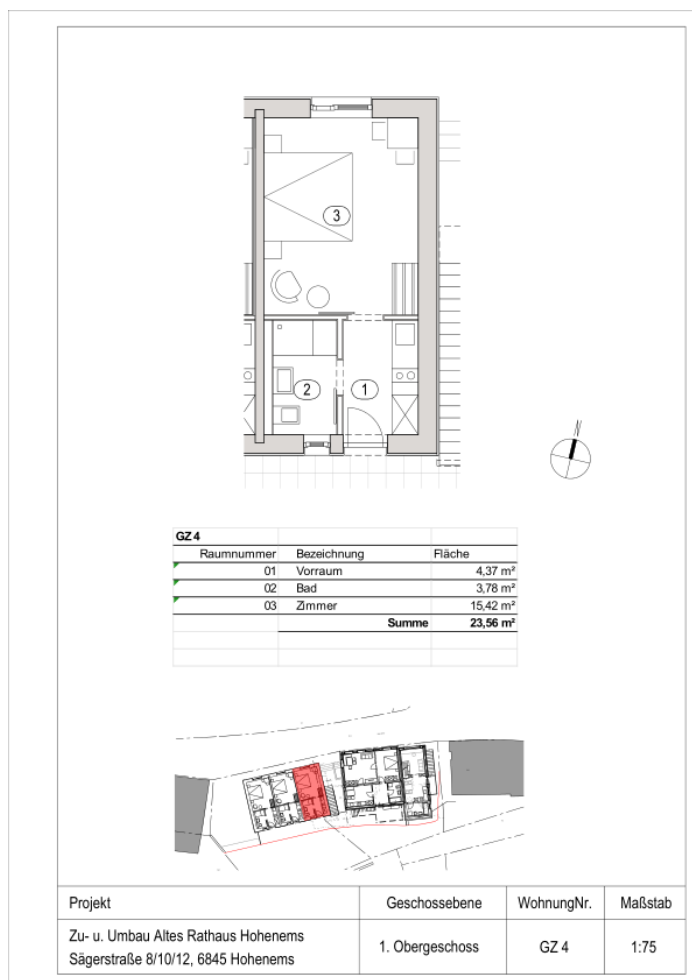 3
2
1
GZ 4
Raumnummer Bezeichnung Fläche
01 Vorraum 4,37 m²
02 Bad 3,78 m²
03 Zimmer 15,42 m²
Summe 23,56 m²
Projekt Geschossebene WohnungNr. Maßstab
Zu- u. Umbau Altes Rathaus Hohenems
Sägerstraße 8/10/12, 6845 Hohenems
1. Obergeschoss GZ 4 1:75